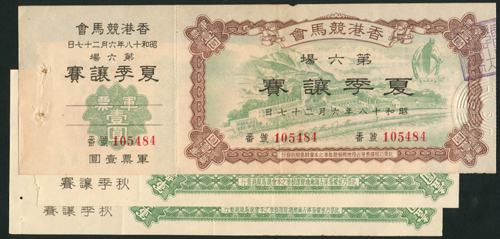 香港競馬會
昭和十八年六月二十七日
第六場
夏季讓賽
軍票
壹圓
番號 105484
軍票壹圓
香港競馬會
第六場
夏季讓賽
昭和十八年六月二十七日
番號 105484
番號 105484
秋季讓賽
秋季讓賽